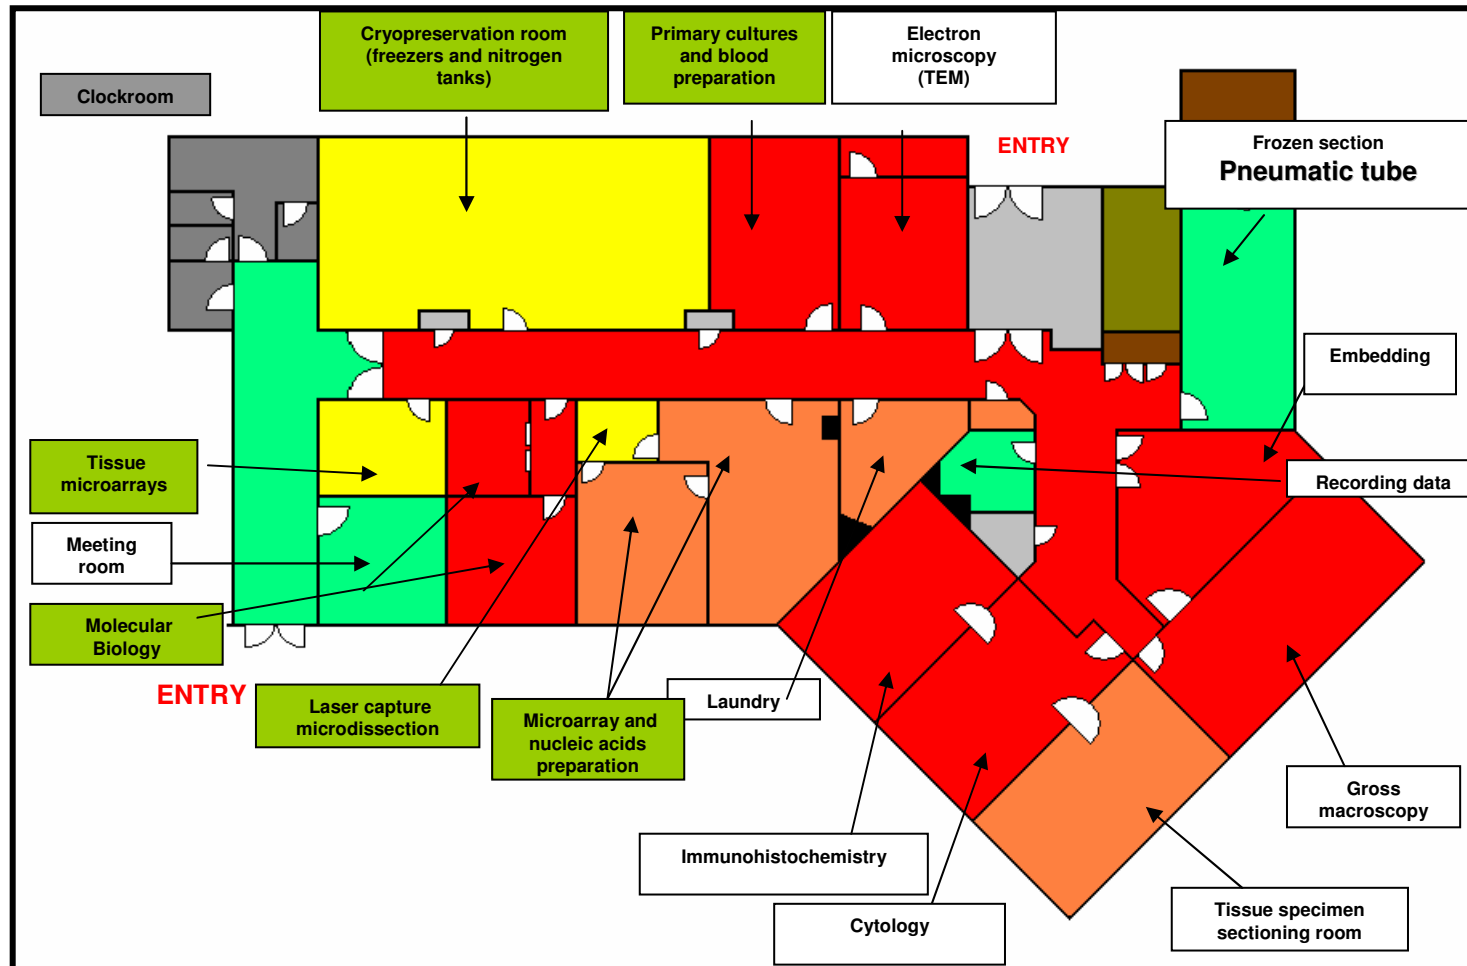 Cryopreservation room
(freezers and nitrogen
tanks)
Primary cultures
and blood
preparation
Electron
microscopy
(TEM)
Clockroom
ENTRY
Frozen section
Pneumatic tube
Embedding
Tissue
microarrays
Recording data
Meeting
room
Molecular
Biology
ENTRY
Laser capture
microdissection
Microarray and
nucleic acids
preparation
Laundry
Gross
macroscopy
Immunohistochemistry
Cytology
Tissue specimen
sectioning room